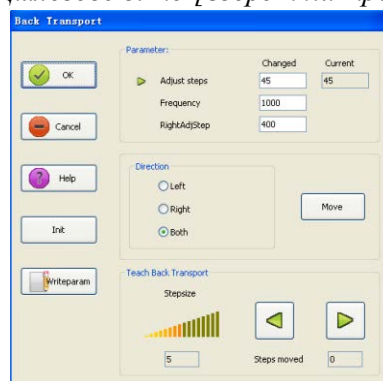 Back Transport
Parameter:
Changed Current
OK
Adjust steps 45 45
Frequency 1000
Cancel
RightAdjStep 400
Help
Direction
Left
Right
Move
Init
Both
Writeparam
Teach Back Transport
Stepsize
5 Steps moved 0